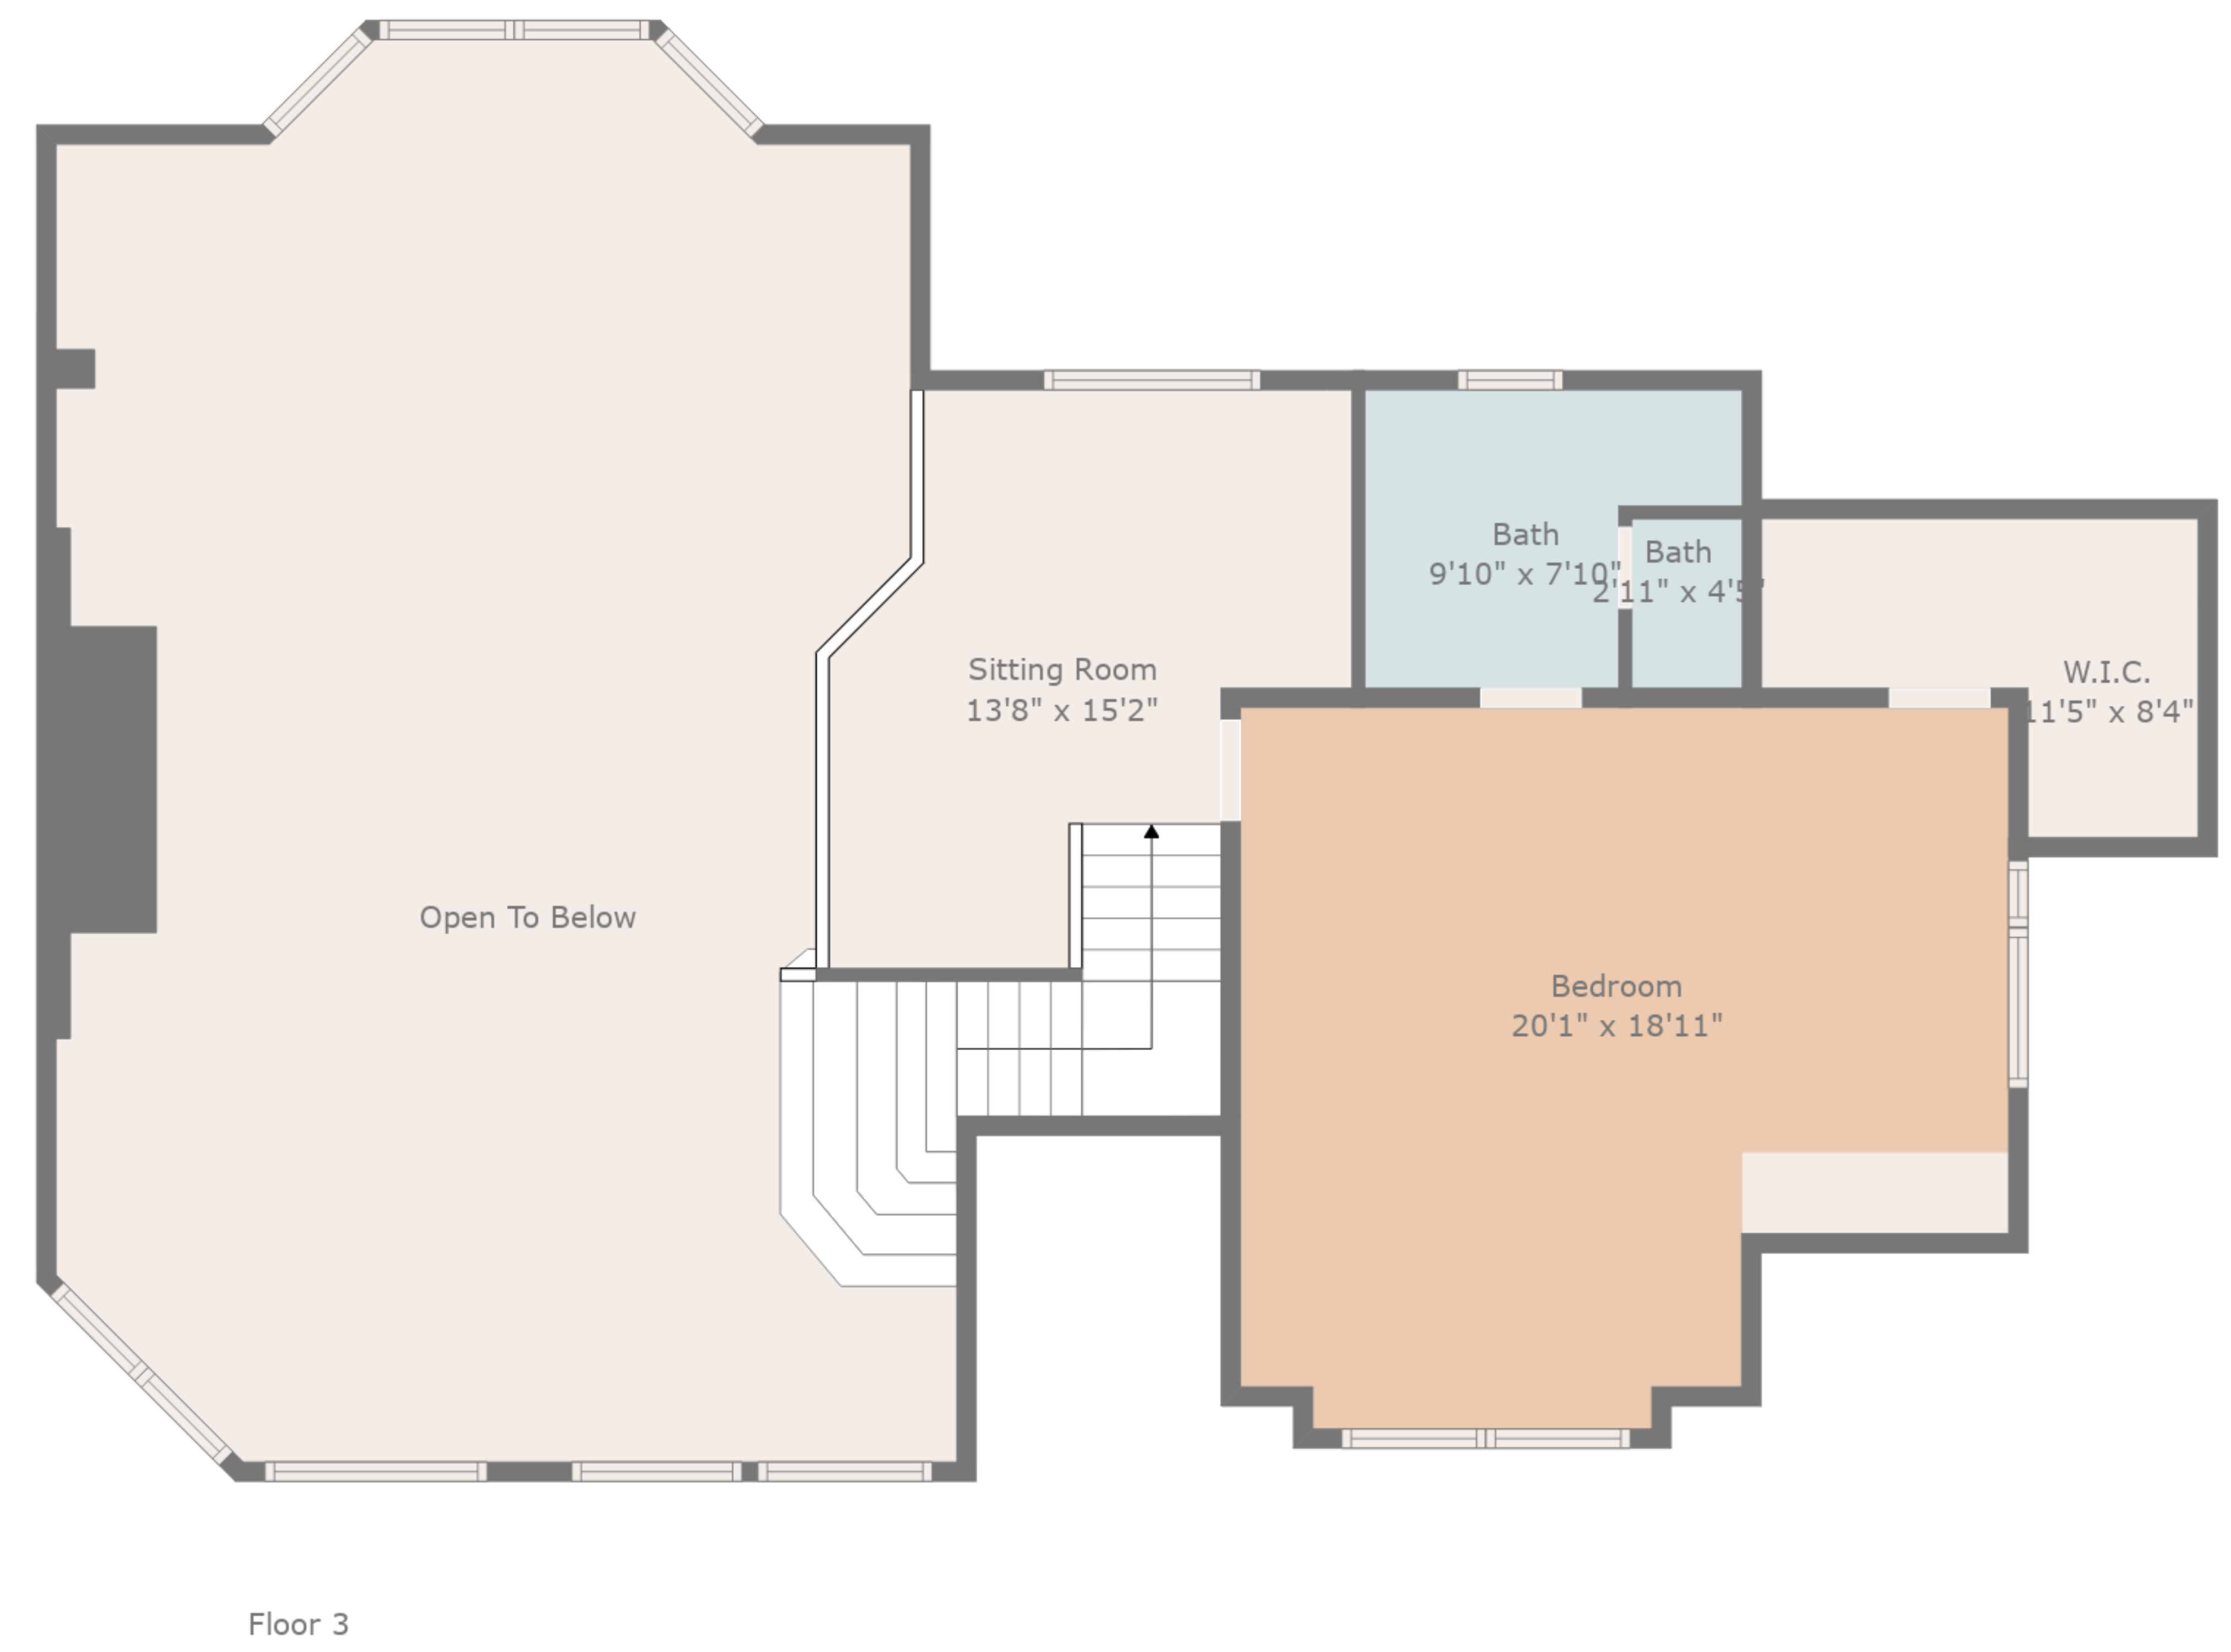 Bath
9'10" x 7'10"
Bath
2'11" x 4'5"
Sitting Room
13'8" x 15'2"
W.I.C.
11'5" x 8'4"
Open To Below
Bedroom
20'1" x 18'11"
Floor 3